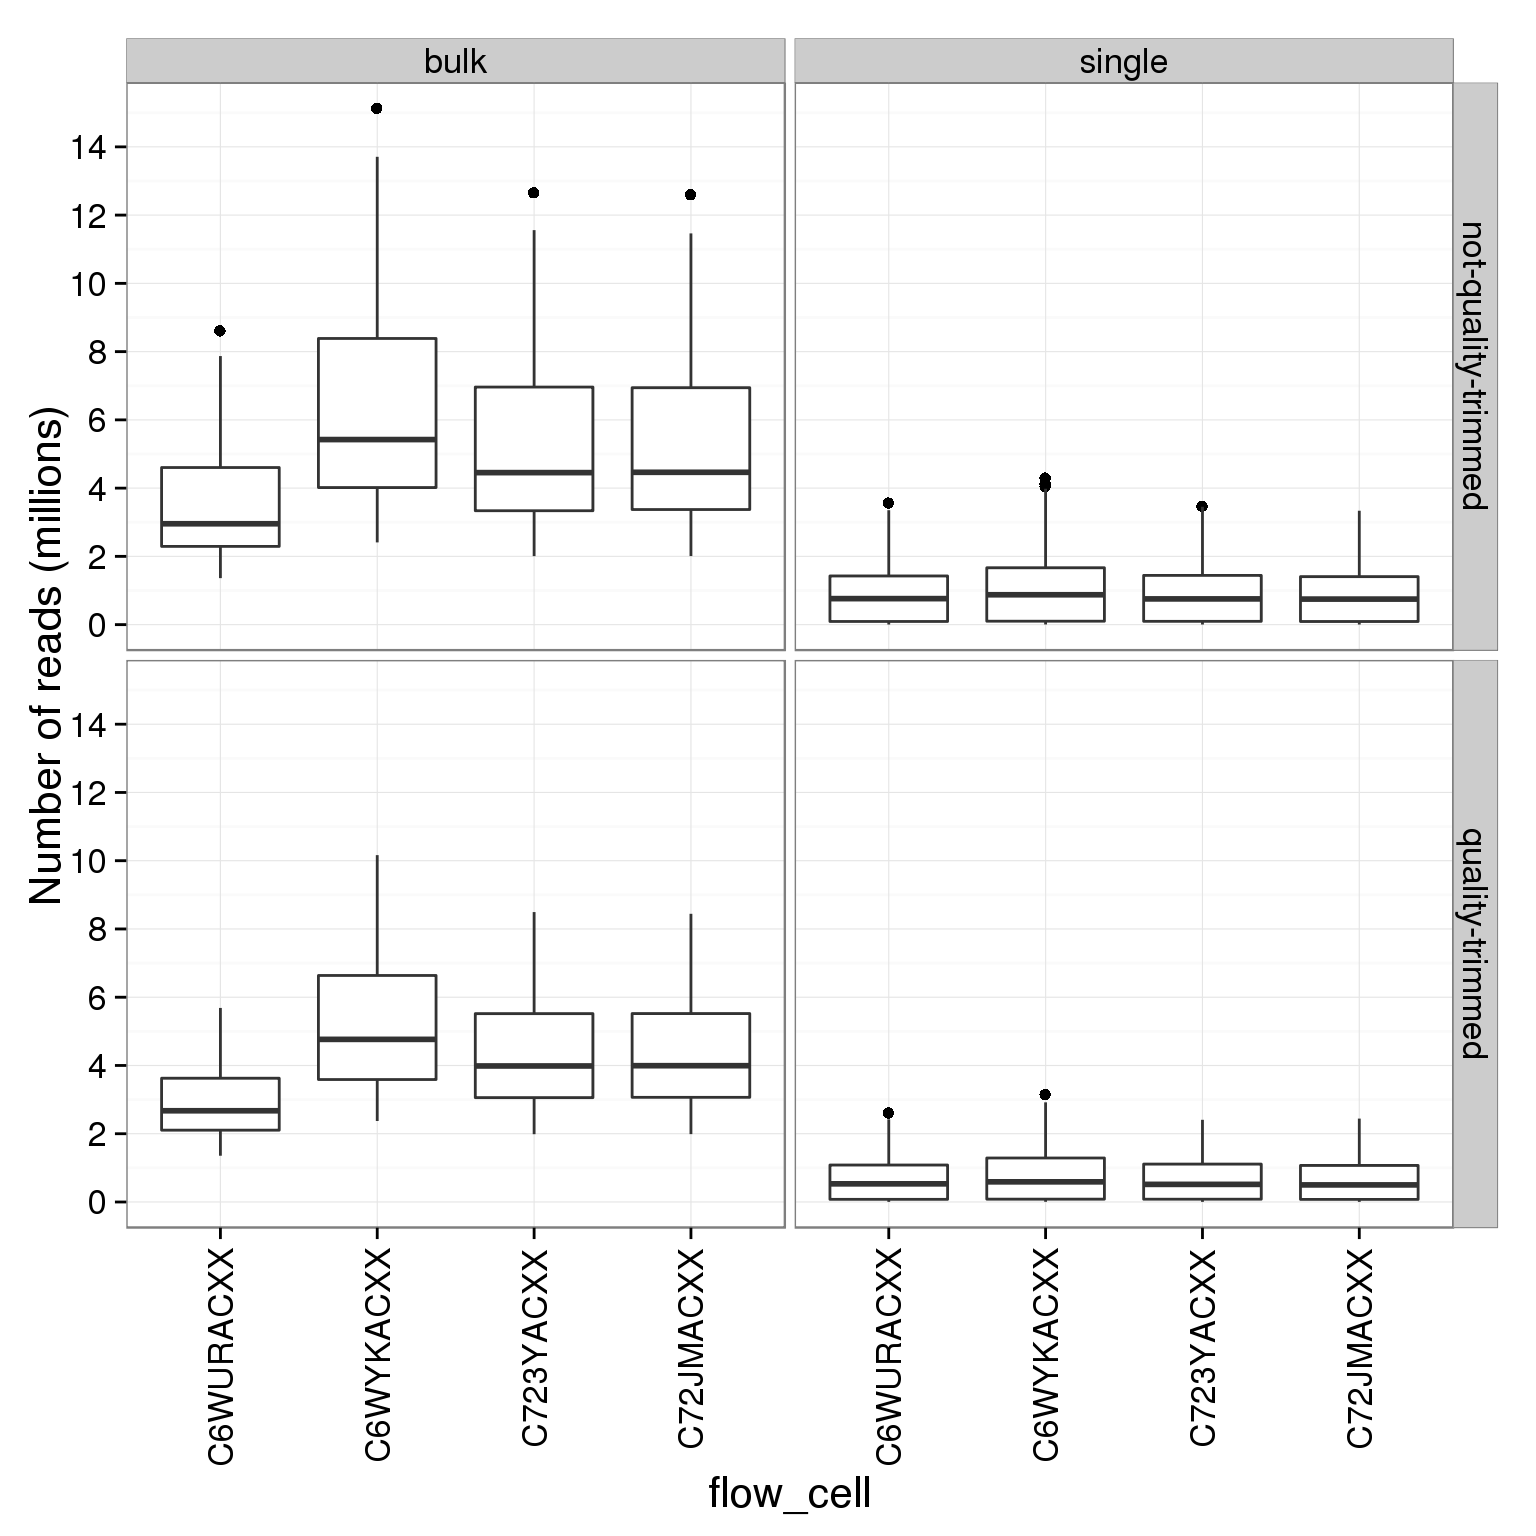 bulk
single
14
12
10
8
6
4
2
0
not-quality-trimmed
14
12
10
8
6
4
2
0
quality-trimmed
Number of reads (millions)
C6WURACXX
C6WYKACXX
C723YACXX
C72JMACXX
C6WURACXX
C6WYKACXX
C723YACXX
C72JMACXX
flow_cell